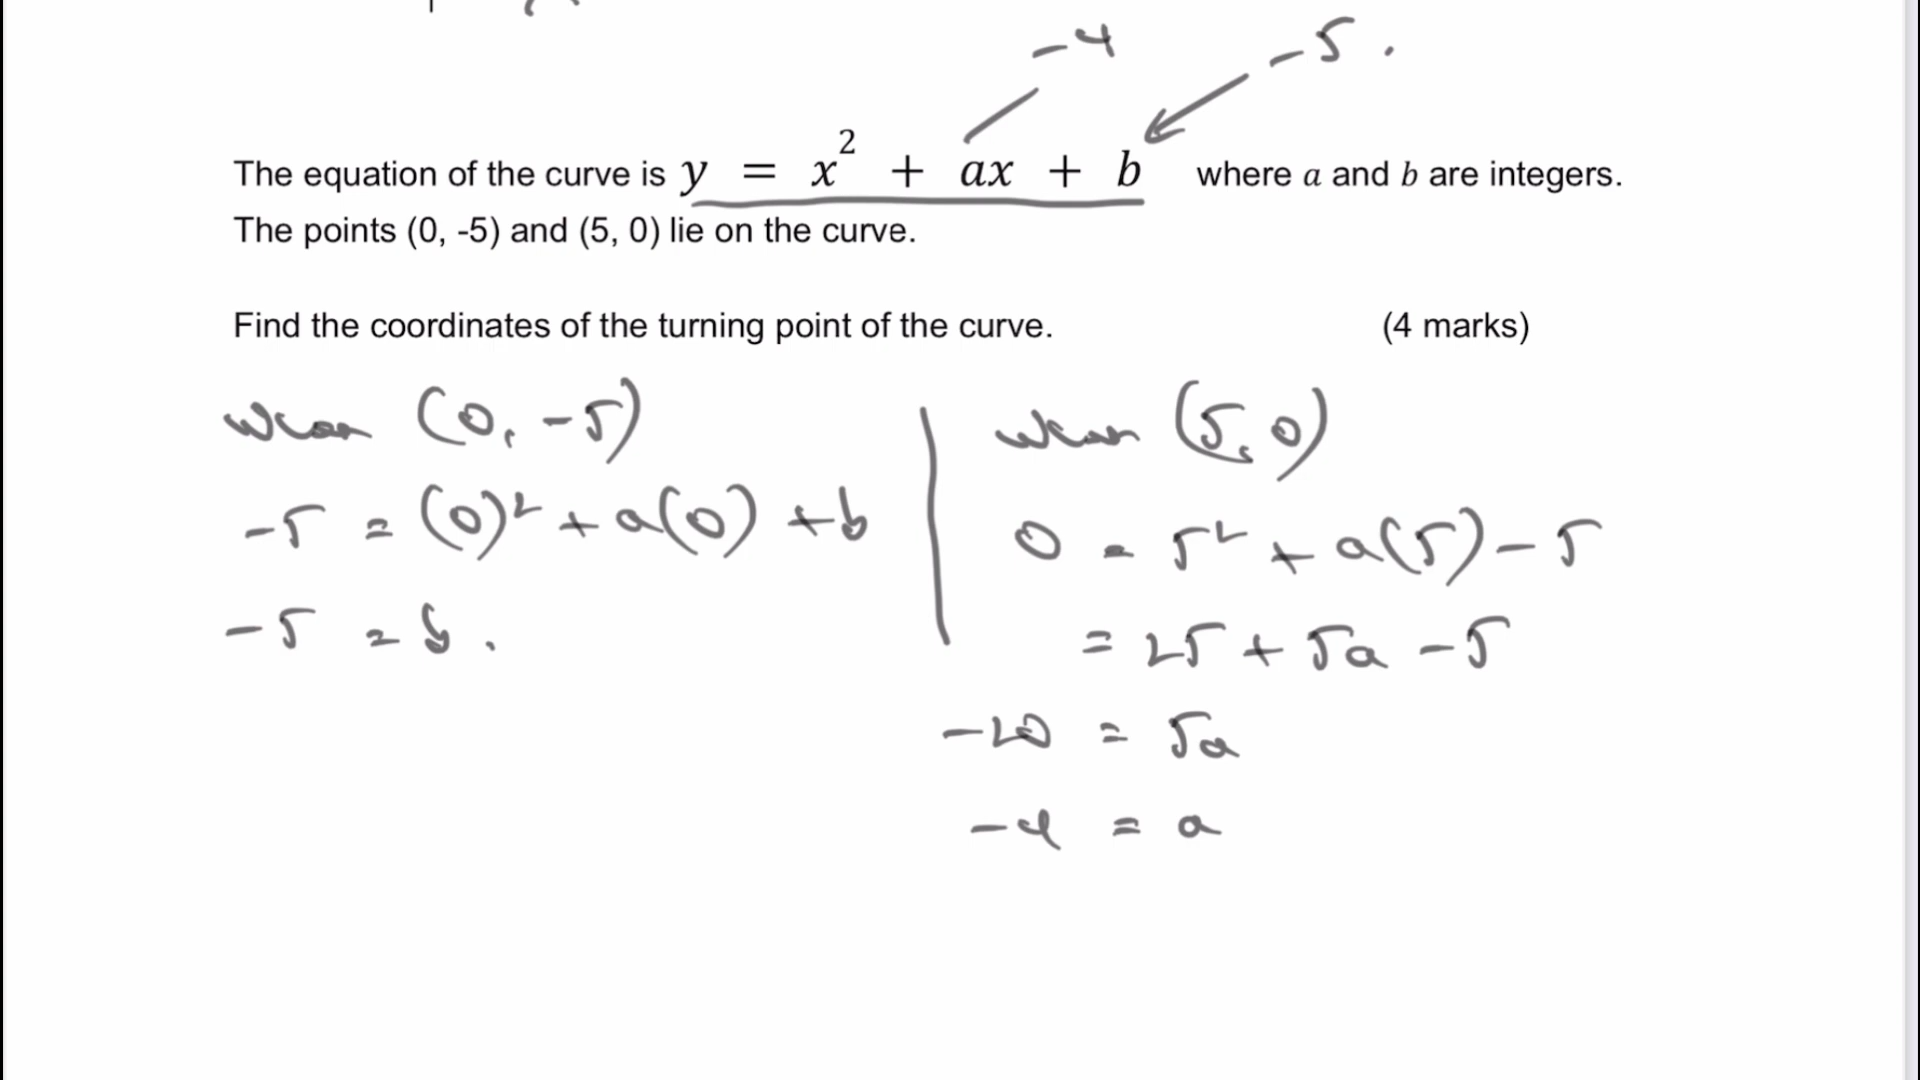 -4 -5.
The equation of the curve is y = x² + ax + b where a and b are integers.
The points (0, -5) and (5, 0) lie on the curve.
Find the coordinates of the turning point of the curve. (4 marks)
when (0, -5)
-5 = (0)² + a(0) + b
-5 = b.
when (5, 0)
0 = 5² + a(5) - 5
= 25 + 5a - 5
-20 = 5a
-4 = a